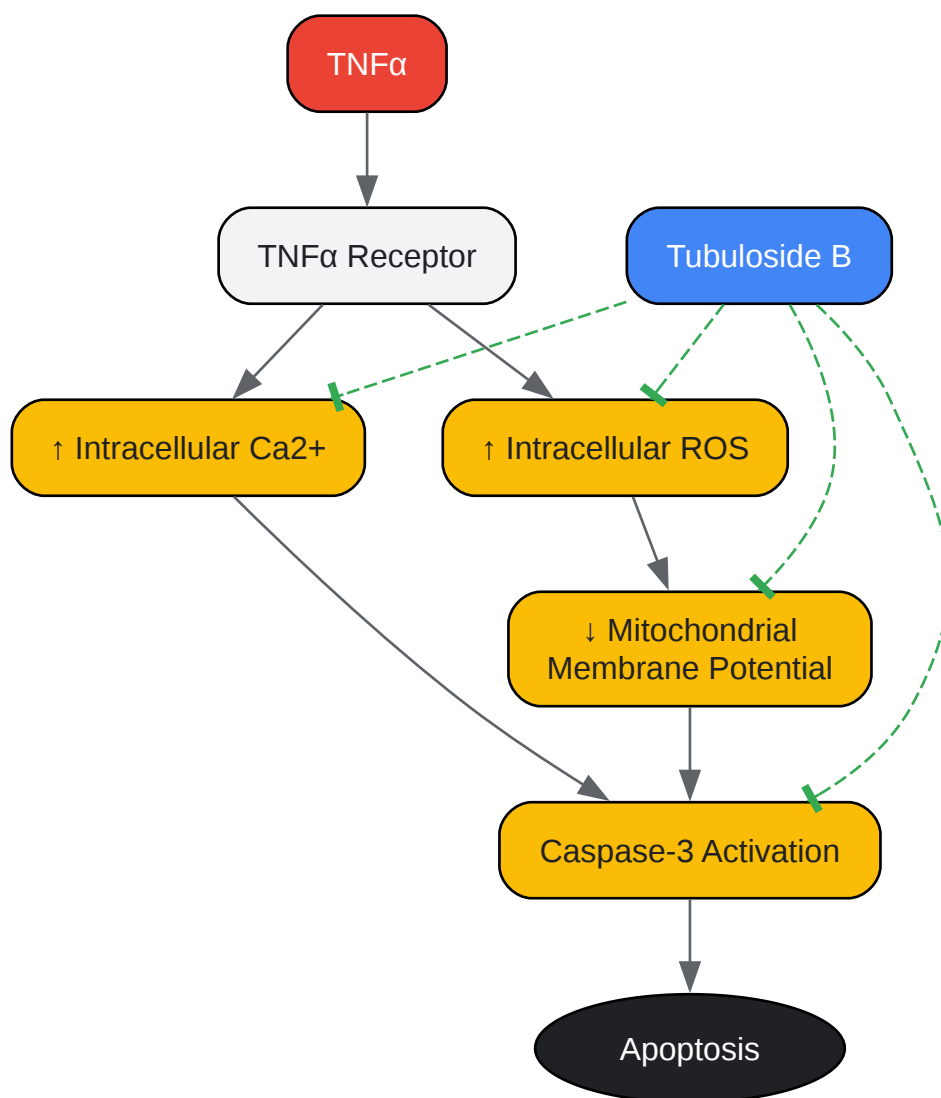 TNFα
TNFα Receptor
Tubuloside B
↑ Intracellular Ca2+
↑ Intracellular ROS
↓ Mitochondrial
Membrane Potential
Caspase-3 Activation
Apoptosis